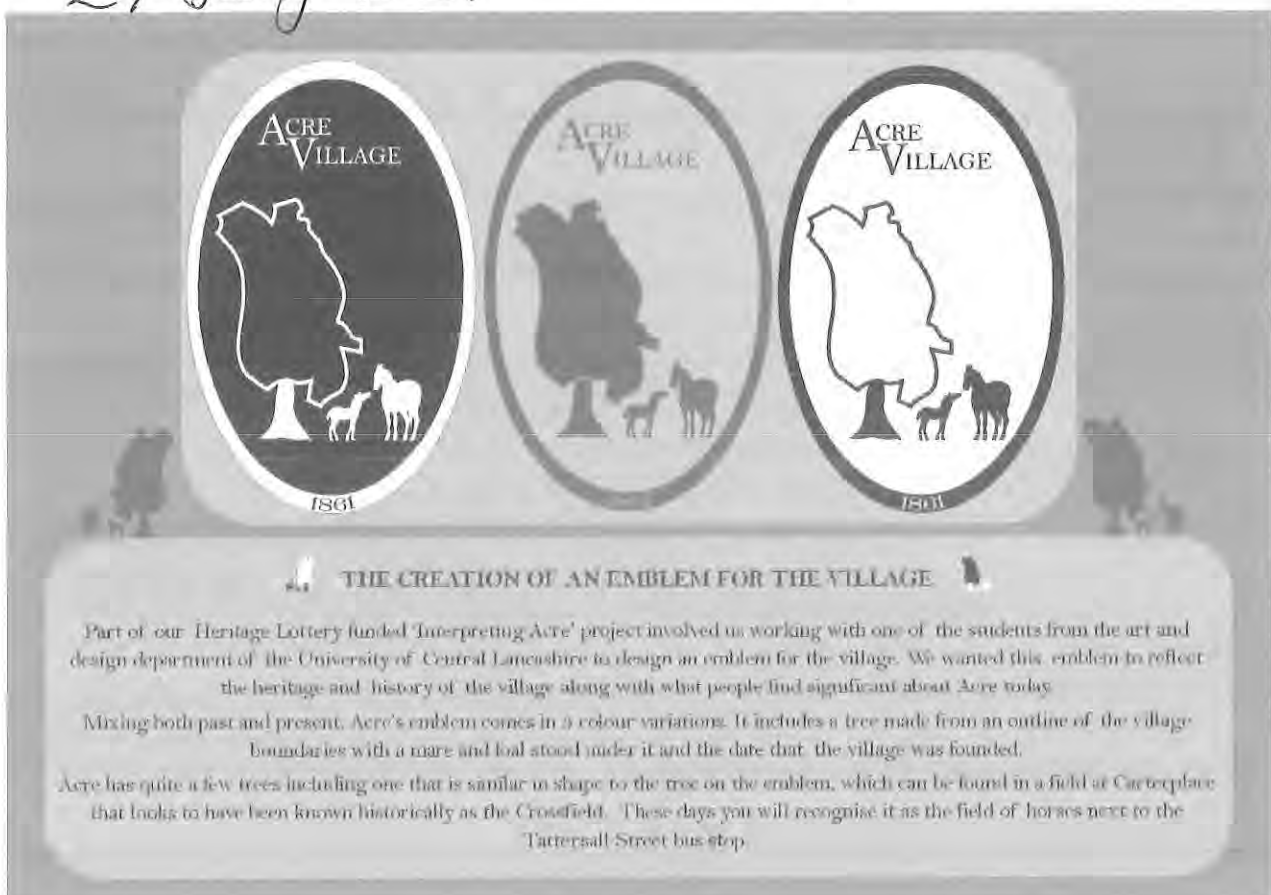 ACRE
VILLAGE
1861
ACRE
VILLAGE
ACRE
VILLAGE
1861
THE CREATION OF AN EMBLEM FOR THE VILLAGE
Part of our Heritage Lottery funded 'Interpreting Acre' project involved us working with one of the students from the art and
design department of the University of Central Lancashire to design an emblem for the village. We wanted this emblem to reflect
the heritage and history of the village along with what people find significant about Acre today.
Mixing both past and present, Acre's emblem comes in 3 colour variations. It includes a tree made from an outline of the village
boundaries with a mare and foal stood under it and the date that the village was founded.
Acre has quite a few trees including one that is similar in shape to the tree on the emblem, which can be found in a field at Carterplace
that looks to have been known historically as the Crossfield. These days you will recognise it as the field of horses next to the
Tattersall Street bus stop.